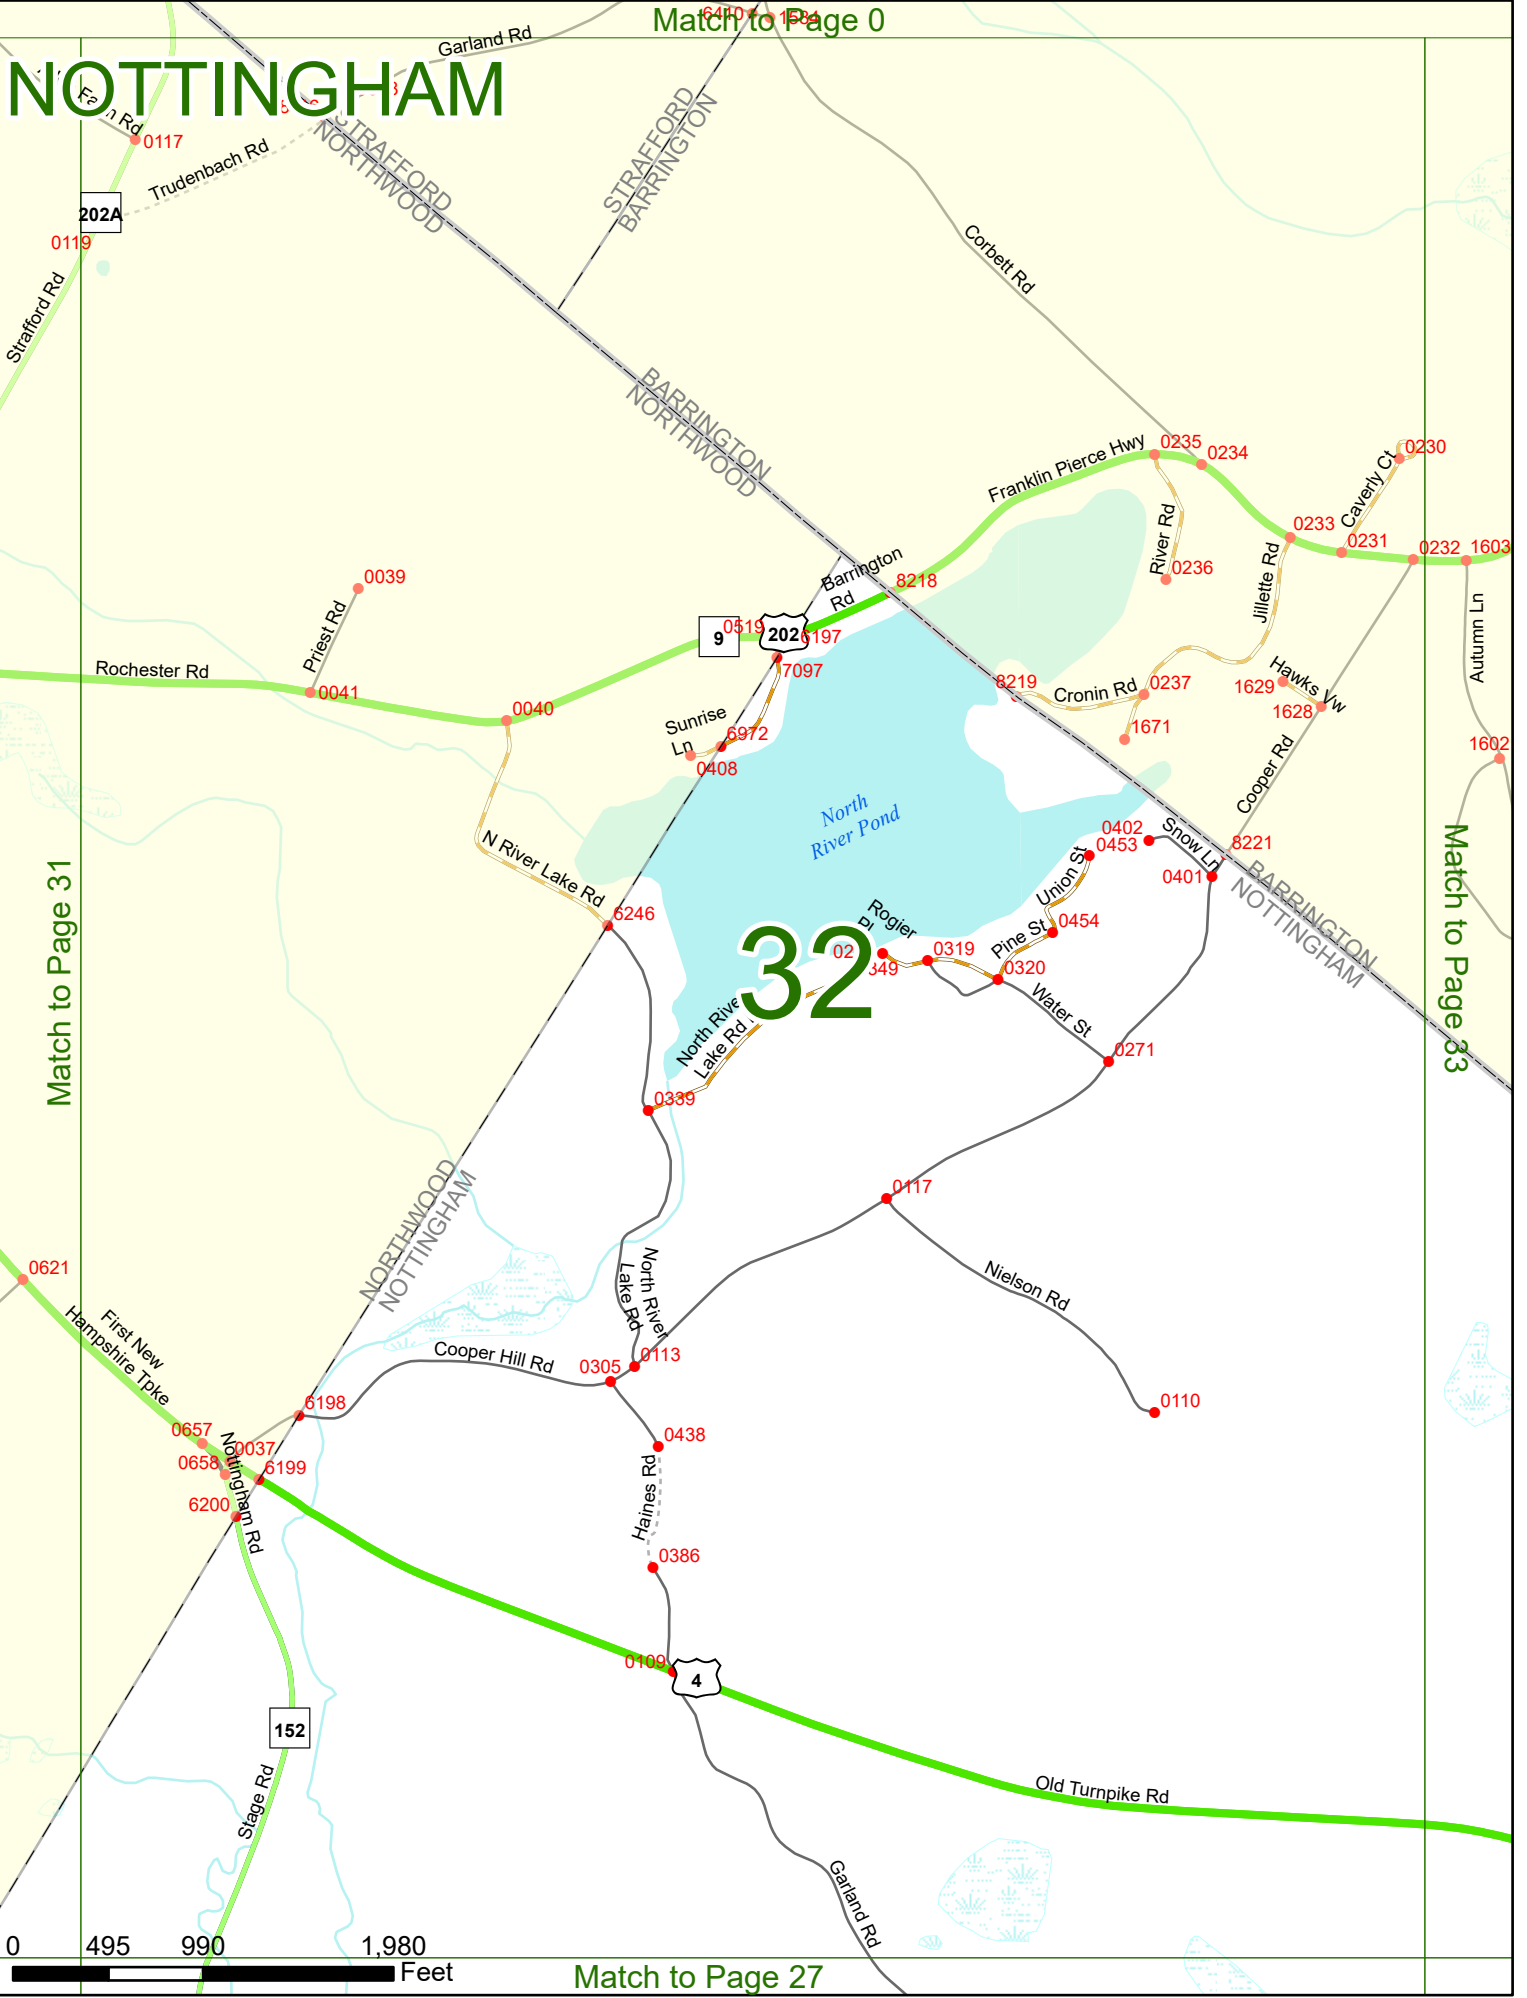 Match to Page 0
6410
1584
Garland Rd
NOTTINGHAM
Rd
0117
Trudenbach Rd
202A
0119
Strafford Rd
STRAFFORD
NORTHWOOD
STRAFFORD
BARRINGTON
Corbett Rd
BARRINGTON
NORTHWOOD
Franklin Pierce Hwy
0235
0234
0230
Caverly Ct
0233
0231
0232
1603
River Rd
0236
Jillette Rd
Autumn Ln
0039
Priest Rd
Barrington
Rd
8218
9
0519
202
6197
7097
Rochester Rd
0041
0040
Sunrise
Ln
6972
0408
8219
Cronin Rd
0237
1671
Hawks Vw
1629
1628
Cooper Rd
1602
North
River Pond
N River Lake Rd
6246
0402
0453
Snow Ln
8221
0401
Union St
Rogier
0454
Pine St
0319
0320
32
Water St
BARRINGTON
NOTTINGHAM
Match to Page 31
Match to Page 33
Lake Rd
0271
0339
0117
NORTHWOOD
NOTTINGHAM
0621
First New
Hampshire Tpke
North River
Lake Rd
Nielson Rd
Cooper Hill Rd
0305
0113
6198
0110
0657
0037
0658
Nottingham Rd
6199
6200
0438
Haines Rd
0386
0109
4
152
Stage Rd
Old Turnpike Rd
Garland Rd
0 495 990 1,980
Feet
Match to Page 27